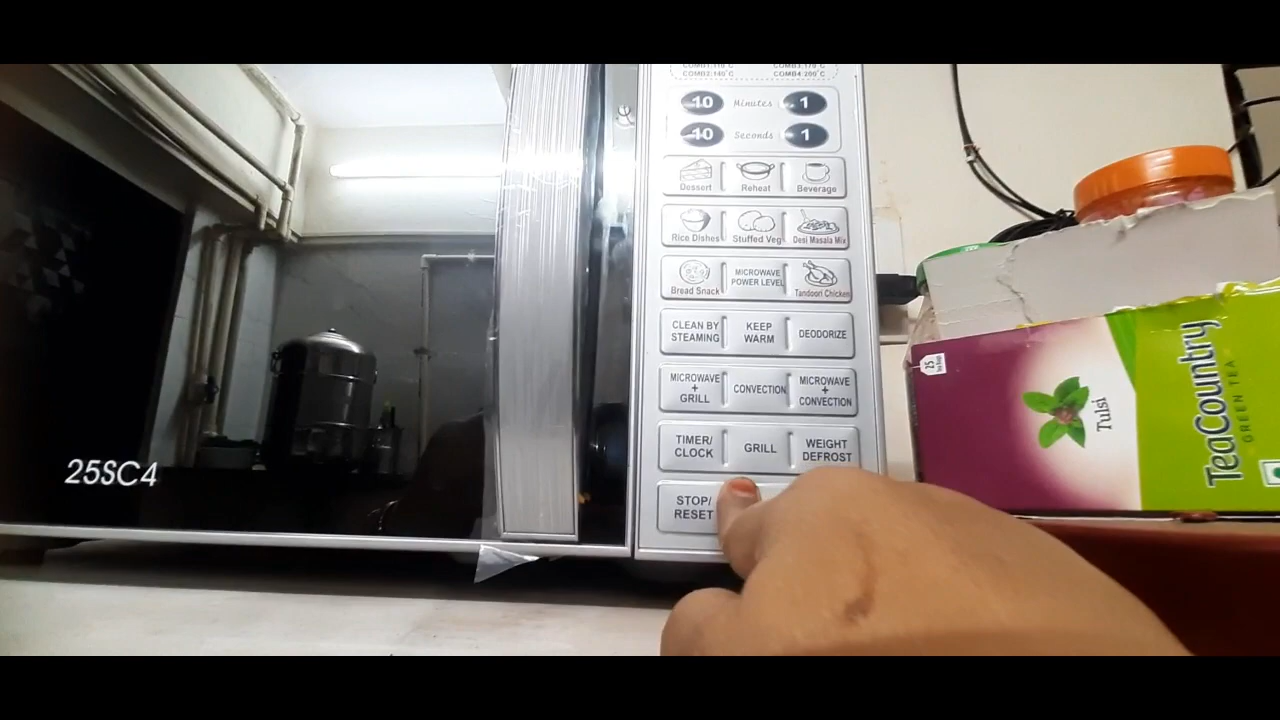 COMB1:110°C COMB3:170°C
COMB2:140°C COMB4:200°C
10 Minutes 1
10 Seconds 1
Dessert Reheat Beverage
Rice Dishes Stuffed Veg Desi Masala Mix
Bread Snack MICROWAVE POWER LEVEL Tandoori Chicken
CLEAN BY STEAMING KEEP WARM DEODORIZE
MICROWAVE + GRILL CONVECTION MICROWAVE + CONVECTION
TIMER/ CLOCK GRILL WEIGHT DEFROST
STOP/ RESET
25SC4
25
Tulsi
TeaCountry
GREEN TEA